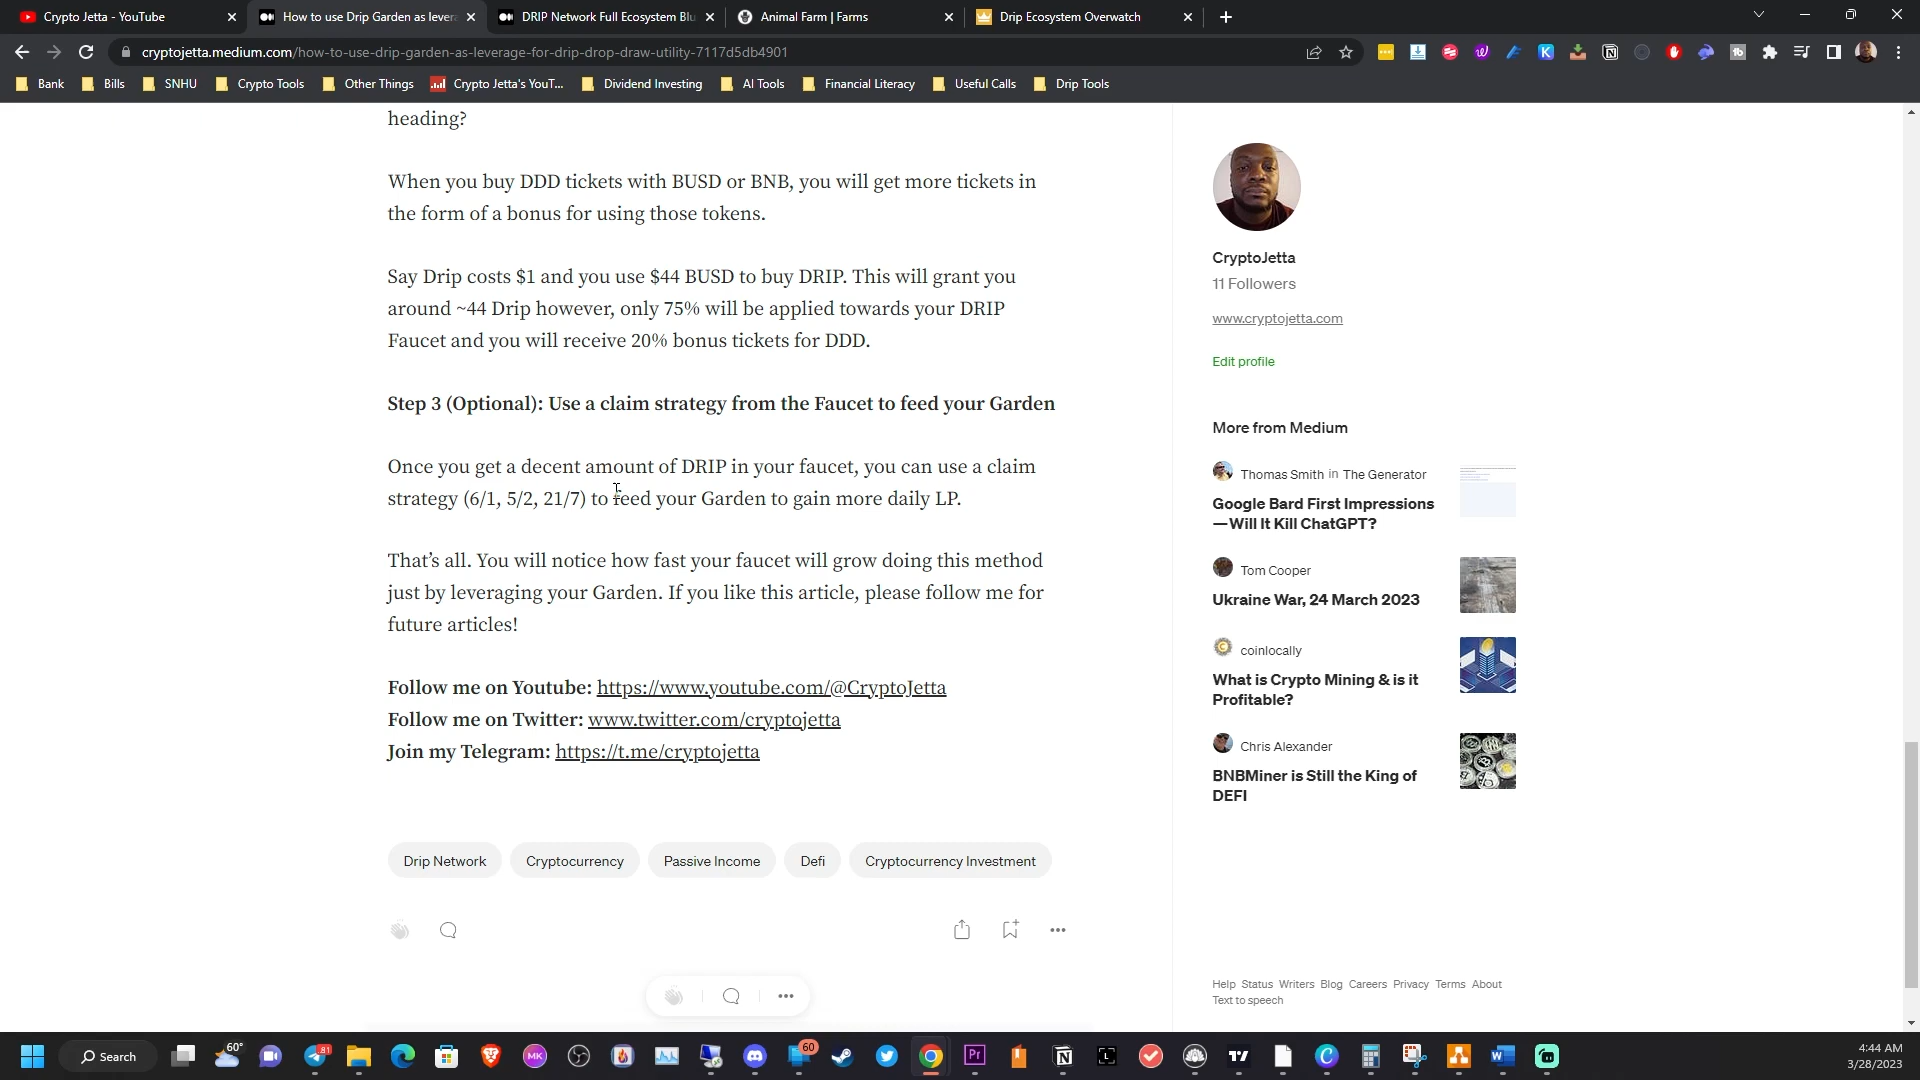 Crypto Jetta - YouTube
How to use Drip Garden as levera
DRIP Network Full Ecosystem Blu
Animal Farm | Farms
Drip Ecosystem Overwatch
cryptojetta.medium.com/how-to-use-drip-garden-as-leverage-for-drip-drop-draw-utility-7117d5db4901
Bank
Bills
SNHU
Crypto Tools
Other Things
Crypto Jetta's YouT...
Dividend Investing
AI Tools
Financial Literacy
Useful Calls
Drip Tools
heading?
When you buy DDD tickets with BUSD or BNB, you will get more tickets in
the form of a bonus for using those tokens.
Say Drip costs $1 and you use $44 BUSD to buy DRIP. This will grant you
around ~44 Drip however, only 75% will be applied towards your DRIP
Faucet and you will receive 20% bonus tickets for DDD.
Step 3 (Optional): Use a claim strategy from the Faucet to feed your Garden
Once you get a decent amount of DRIP in your faucet, you can use a claim
strategy (6/1, 5/2, 21/7) to feed your Garden to gain more daily LP.
That’s all. You will notice how fast your faucet will grow doing this method
just by leveraging your Garden. If you like this article, please follow me for
future articles!
Follow me on Youtube: https://www.youtube.com/@CryptoJetta
Follow me on Twitter: www.twitter.com/cryptojetta
Join my Telegram: https://t.me/cryptojetta
Drip Network
Cryptocurrency
Passive Income
Defi
Cryptocurrency Investment
CryptoJetta
11 Followers
www.cryptojetta.com
Edit profile
More from Medium
Thomas Smith in The Generator
Google Bard First Impressions
—Will It Kill ChatGPT?
Tom Cooper
Ukraine War, 24 March 2023
coinlocally
What is Crypto Mining & is it
Profitable?
Chris Alexander
BNBMiner is Still the King of
DEFI
Help Status Writers Blog Careers Privacy Terms About
Text to speech
Search
60°
81
MK
60
Pr
4:44 AM
3/28/2023